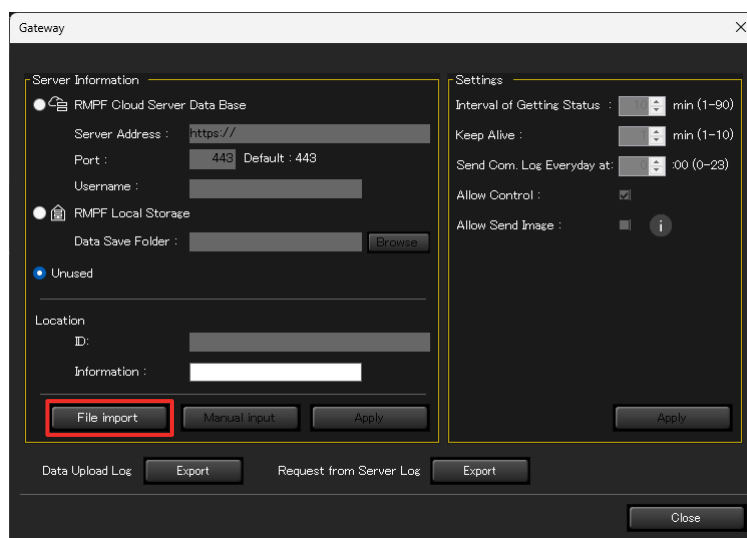 Gateway
Server Information
RMPF Cloud Server Data Base
Server Address : https://
Port : 443 Default : 443
Username :
RMPF Local Storage
Data Save Folder : Browse
Unused
Location
ID:
Information :
File import Manual input Apply
Settings
Interval of Getting Status : 10 min (1-90)
Keep Alive : 1 min (1-10)
Send Com. Log Everyday at: 0 :00 (0-23)
Allow Control :
Allow Send Image : i
Apply
Data Upload Log Export Request from Server Log Export
Close